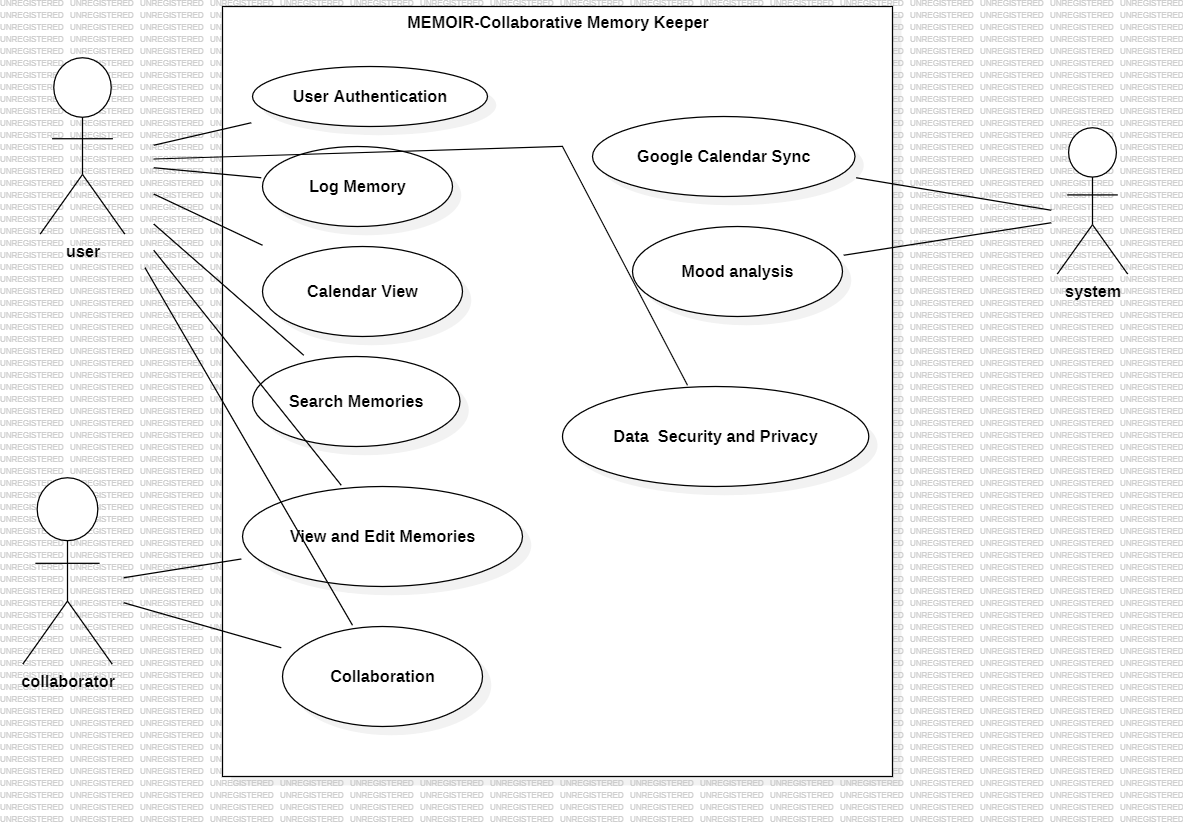 MEMOIR-Collaborative Memory Keeper
User Authentication
Google Calendar Sync
Log Memory
user
Mood analysis
Calendar View
system
Search Memories
Data  Security and Privacy
View and Edit Memories
collaborator
Collaboration
UNREGISTERED